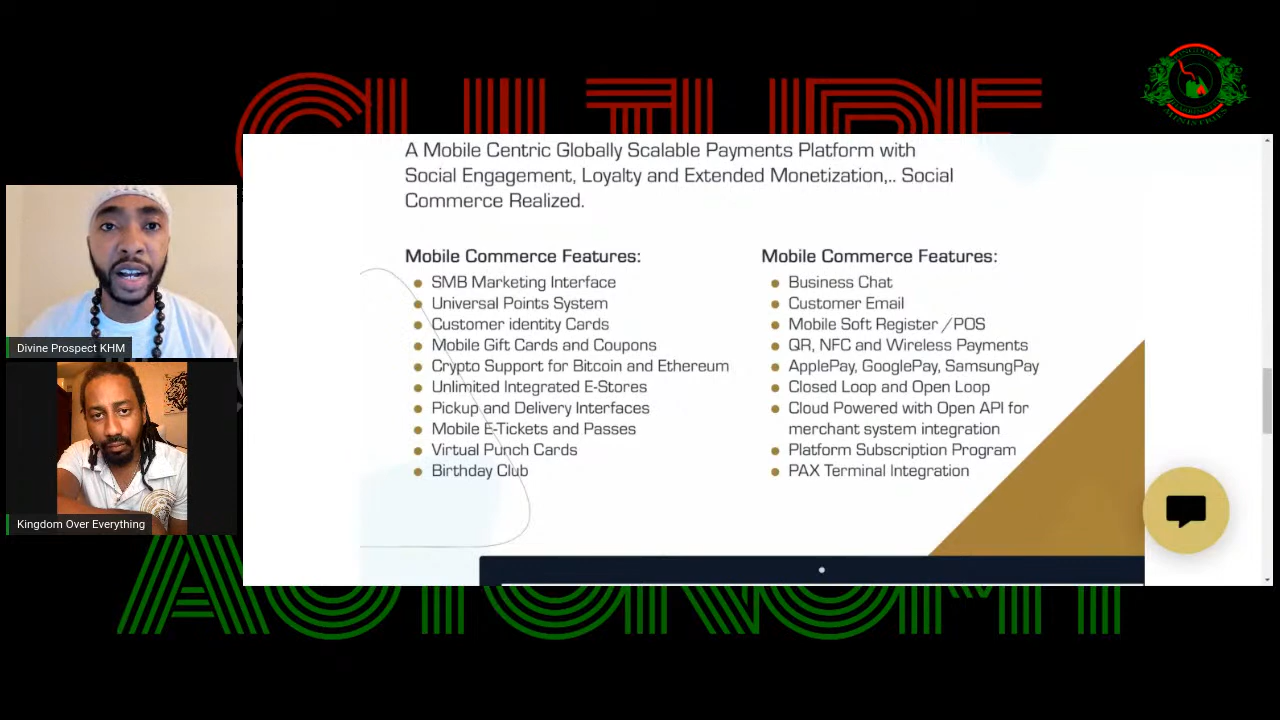 CULTURE
KINGDOM
MINISTRIES
A Mobile Centric Globally Scalable Payments Platform with
Social Engagement, Loyalty and Extended Monetization,.. Social
Commerce Realized.
Mobile Commerce Features:
SMB Marketing Interface
Universal Points System
Customer identity Cards
Mobile Gift Cards and Coupons
Crypto Support for Bitcoin and Ethereum
Unlimited Integrated E-Stores
Pickup and Delivery Interfaces
Mobile E-Tickets and Passes
Virtual Punch Cards
Birthday Club
Mobile Commerce Features:
Business Chat
Customer Email
Mobile Soft Register /POS
QR, NFC and Wireless Payments
ApplePay, GooglePay, SamsungPay
Closed Loop and Open Loop
Cloud Powered with Open API for
merchant system integration
Platform Subscription Program
PAX Terminal Integration
Divine Prospect KHM
Kingdom Over Everything
AUTONOMY